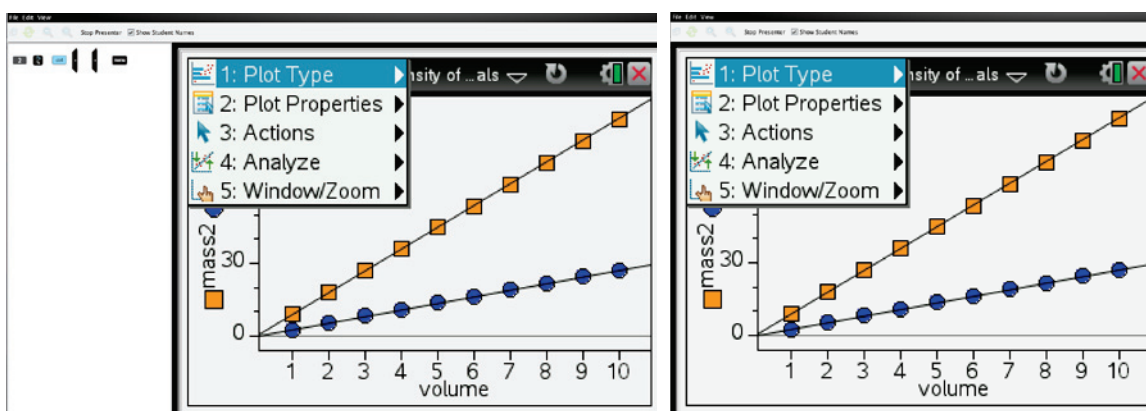 File Edit View
Stop Presenter Show Student Names
1: Plot Type
nsity of ...als
2: Plot Properties
3: Actions
4: Analyze
5: Window/Zoom
mass2
30
0
1 2 3 4 5 6 7 8 9 10
volume
File Edit View
Stop Presenter Show Student Names
1: Plot Type
nsity of ...als
2: Plot Properties
3: Actions
4: Analyze
5: Window/Zoom
mass2
30
0
1 2 3 4 5 6 7 8 9 10
volume